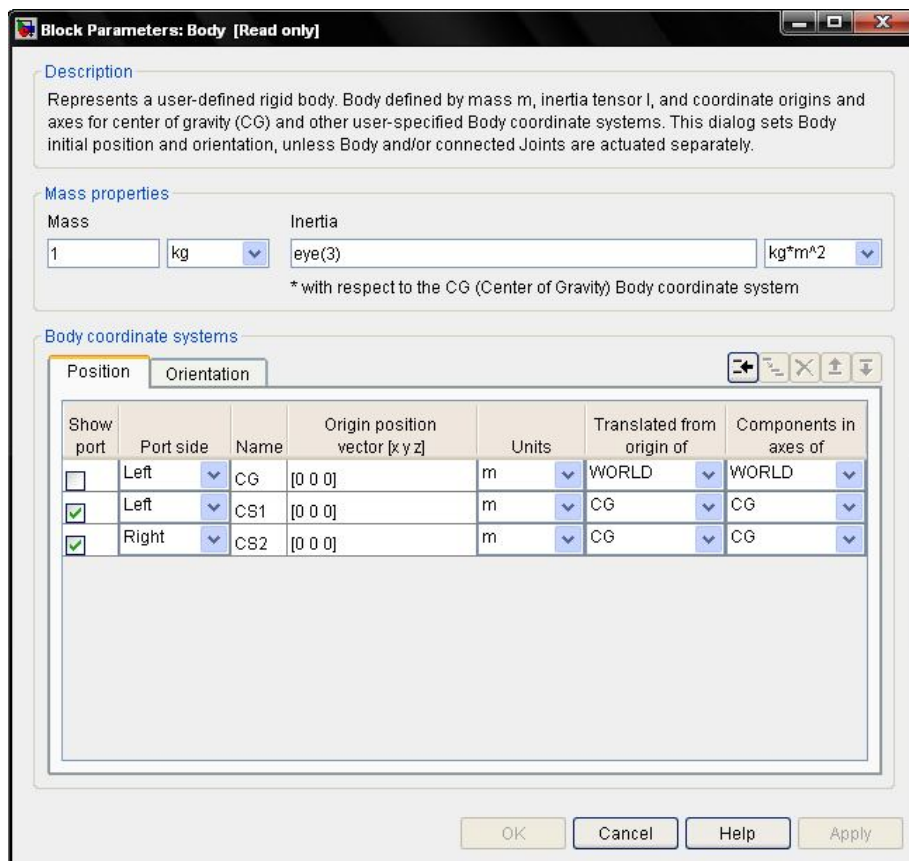 Block Parameters: Body [Read only]
Description
Represents a user-defined rigid body. Body defined by mass m, inertia tensor I, and coordinate origins and
axes for center of gravity (CG) and other user-specified Body coordinate systems. This dialog sets Body
initial position and orientation, unless Body and/or connected Joints are actuated separately.
Mass properties
Mass Inertia
1 kg eye(3) kg*m^2
* with respect to the CG (Center of Gravity) Body coordinate system
Body coordinate systems
Position Orientation
Show Origin position Translated from Components in
port Port side Name vector [x y z] Units origin of axes of
Left CG [0 0 0] m WORLD WORLD
Left CS1 [0 0 0] m CG CG
Right CS2 [0 0 0] m CG CG
OK Cancel Help Apply